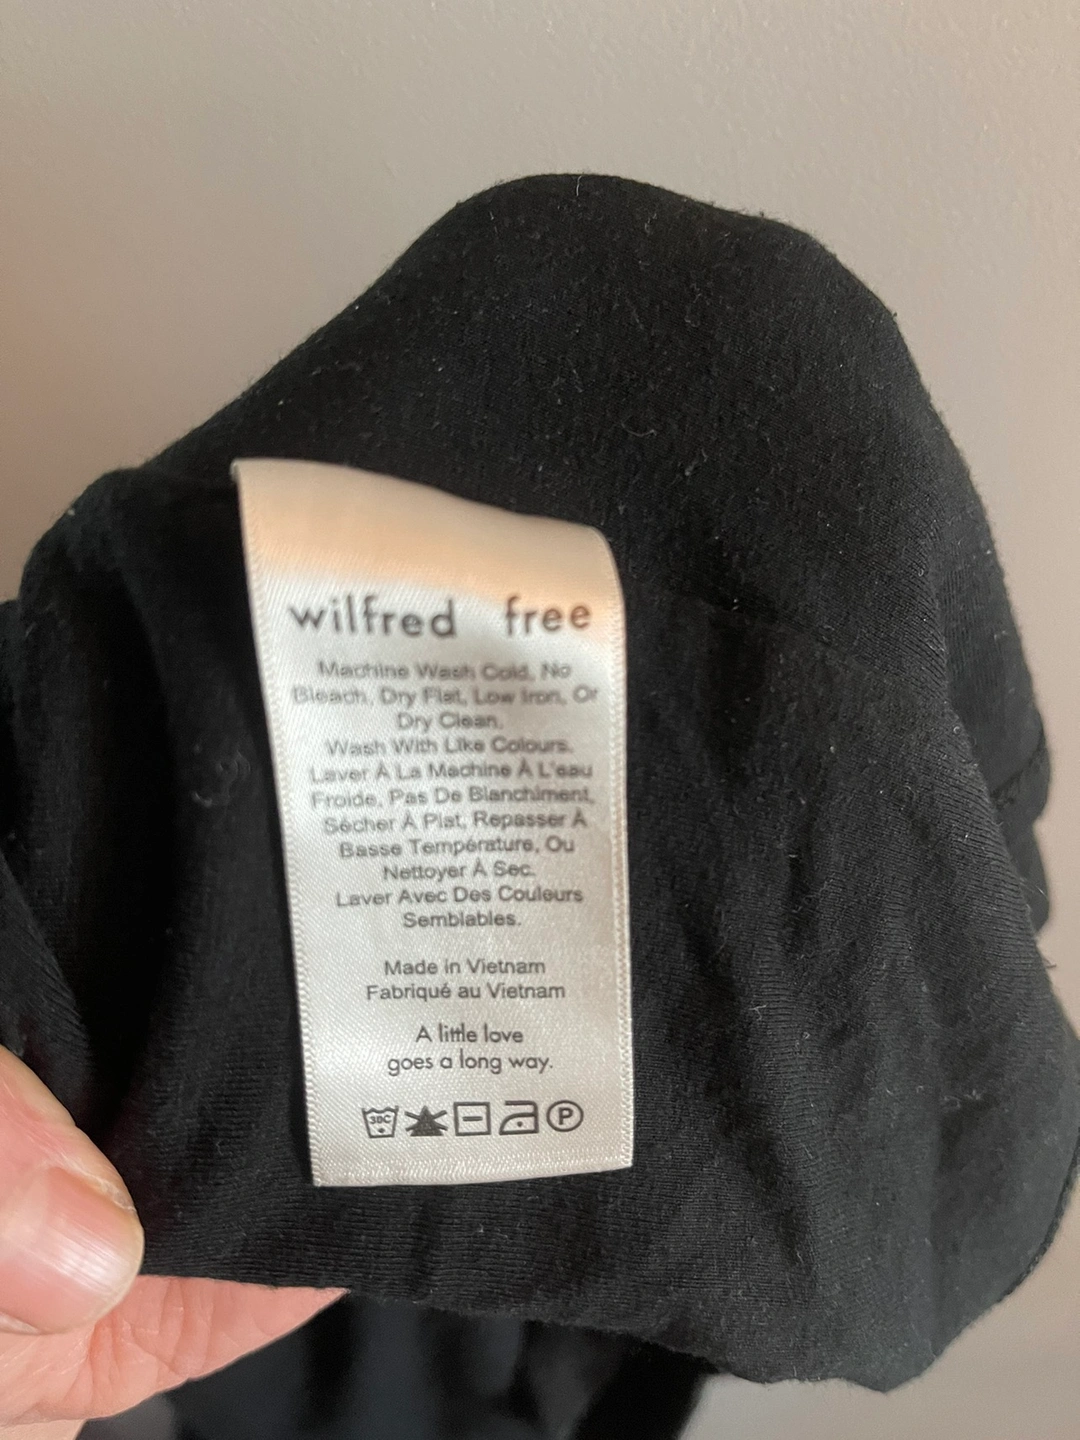 wilfred free
Machine Wash Cold, No
Bleach, Dry Flat, Low Iron, Or
Dry Clean.
Wash With Like Colours.
Laver À La Machine À L'eau
Froide, Pas De Blanchiment,
Sécher À Plat, Repasser À
Basse Température, Ou
Nettoyer À Sec.
Laver Avec Des Couleurs
Semblables.
Made in Vietnam
Fabriqué au Vietnam
A little love
goes a long way.
30C P